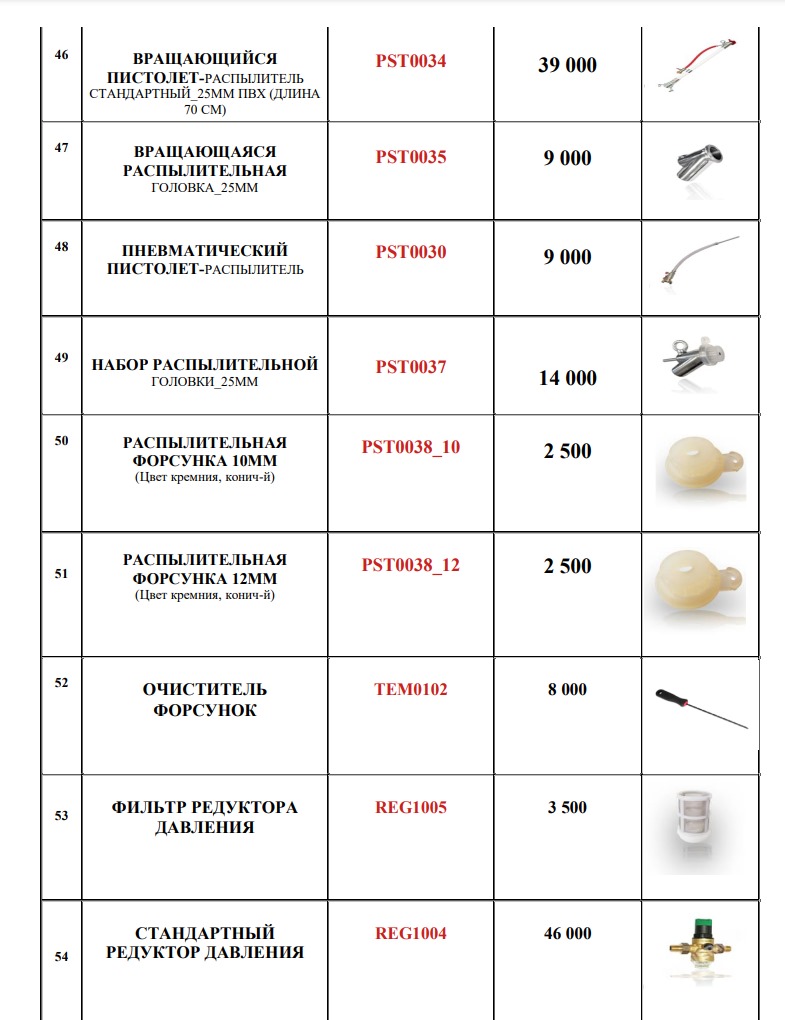 46
ВРАЩАЮЩИЙСЯ
ПИСТОЛЕТ-РАСПЫЛИТЕЛЬ
СТАНДАРТНЫЙ_25ММ ПВХ (ДЛИНА
70 СМ)
PST0034
39 000
47
ВРАЩАЮЩАЯСЯ
РАСПЫЛИТЕЛЬНАЯ
ГОЛОВКА_25ММ
PST0035
9 000
48
ПНЕВМАТИЧЕСКИЙ
ПИСТОЛЕТ-РАСПЫЛИТЕЛЬ
PST0030
9 000
49
НАБОР РАСПЫЛИТЕЛЬНОЙ
ГОЛОВКИ_25ММ
PST0037
14 000
50
РАСПЫЛИТЕЛЬНАЯ
ФОРСУНКА 10ММ
(Цвет кремния, конич-й)
PST0038_10
2 500
51
РАСПЫЛИТЕЛЬНАЯ
ФОРСУНКА 12ММ
(Цвет кремния, конич-й)
PST0038_12
2 500
52
ОЧИСТИТЕЛЬ
ФОРСУНОК
TEM0102
8 000
53
ФИЛЬТР РЕДУКТОРА
ДАВЛЕНИЯ
REG1005
3 500
54
СТАНДАРТНЫЙ
РЕДУКТОР ДАВЛЕНИЯ
REG1004
46 000